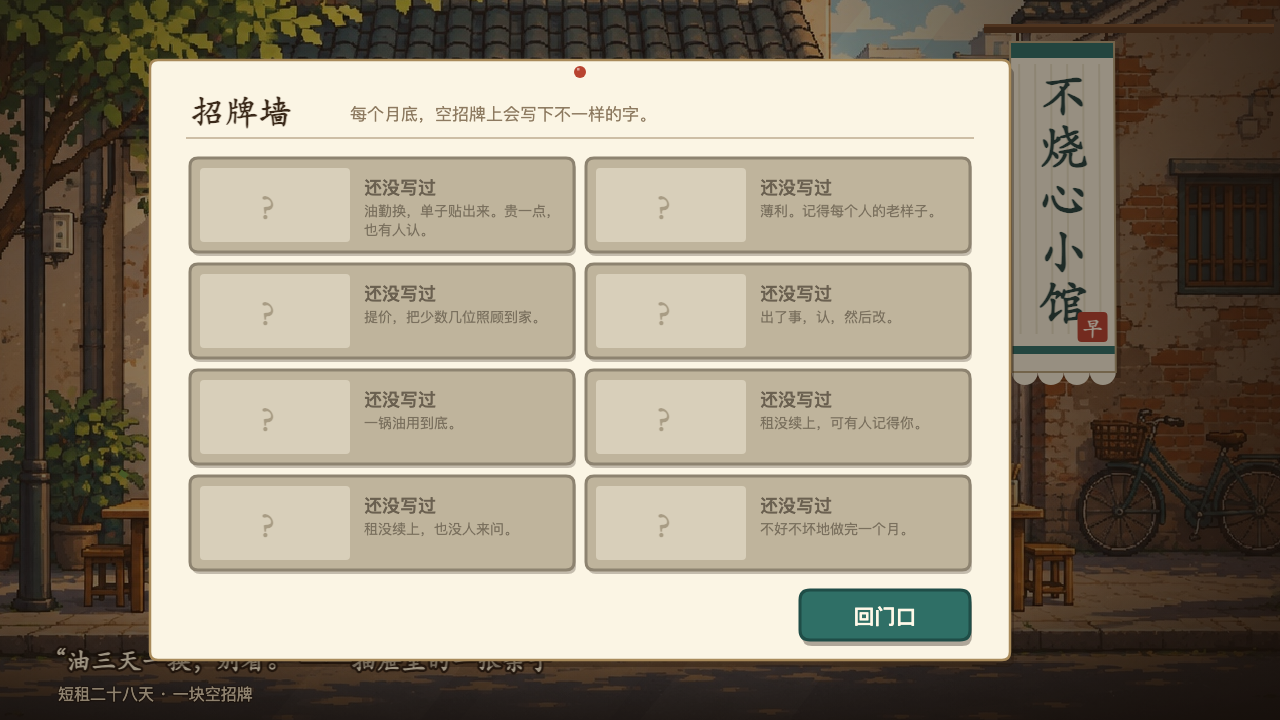 招牌墙
每个月底，空招牌上会写下不一样的字。
?
还没写过
油勤换，单子贴出来。贵一点，
也有人认。
?
还没写过
薄利。记得每个人的老样子。
?
还没写过
提价，把少数几位照顾到家。
?
还没写过
出了事，认，然后改。
?
还没写过
一锅油用到底。
?
还没写过
租没续上，可有人记得你。
?
还没写过
租没续上，也没人来问。
?
还没写过
不好不坏地做完一个月。
回门口
不烧心小馆
早
“油三天一换，别省。”
短租二十八天 · 一块空招牌